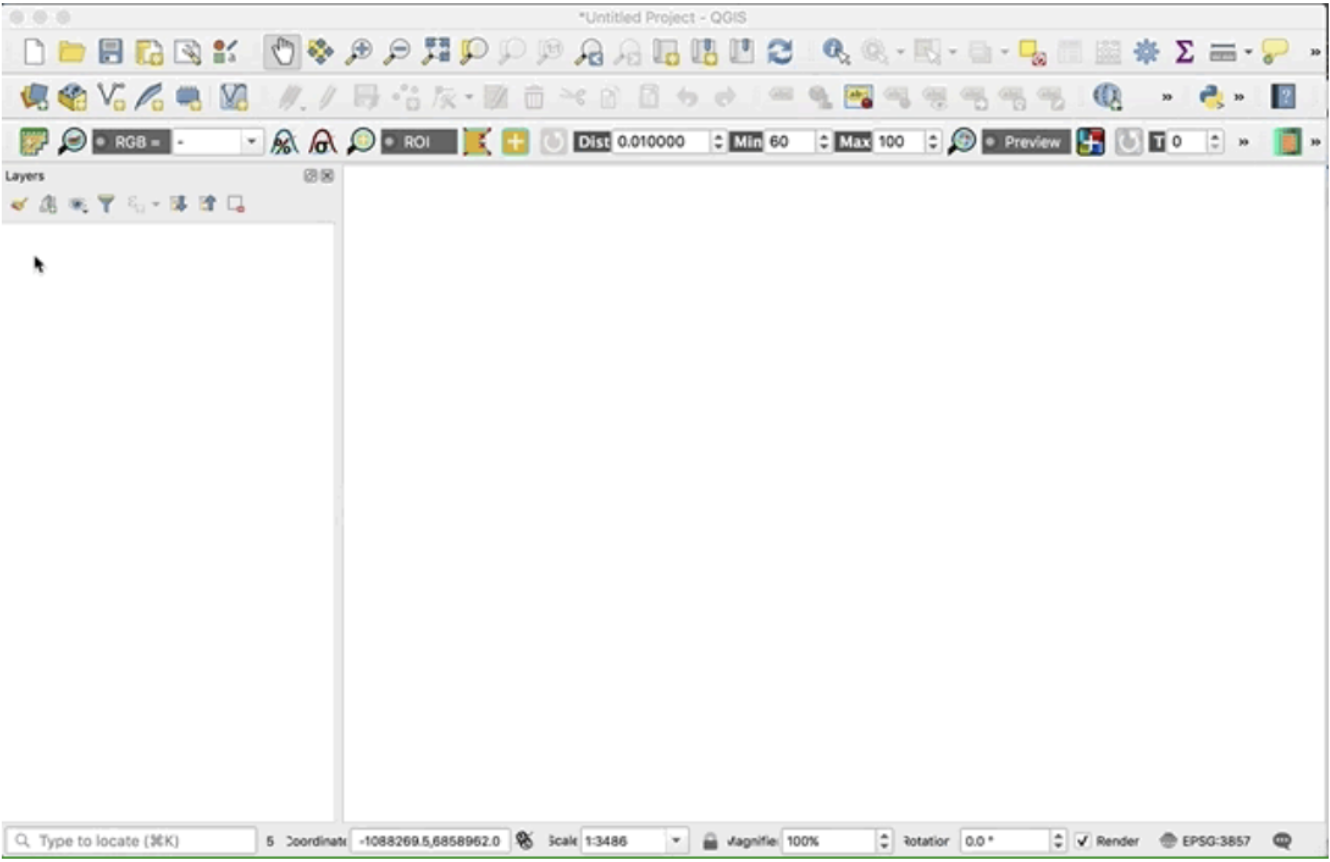 *Untitled Project - QGIS
RGB = - ROI Dist 0.010000 Min 60 Max 100 Preview T 0
Layers
Type to locate (⌘K) 5 Coordinate -1088269.5,6858962.0 Scale 1:3486 Magnifie 100% Rotation 0.0 ° Render EPSG:3857